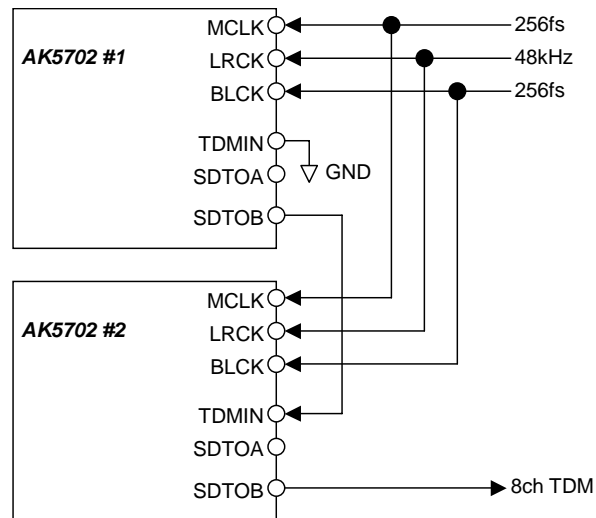 MCLK
256fs
AK5702 #1
LRCK
48kHz
BLCK
256fs
TDMIN
SDTOA
GND
SDTOB
MCLK
AK5702 #2
LRCK
BLCK
TDMIN
SDTOA
SDTOB
8ch TDM